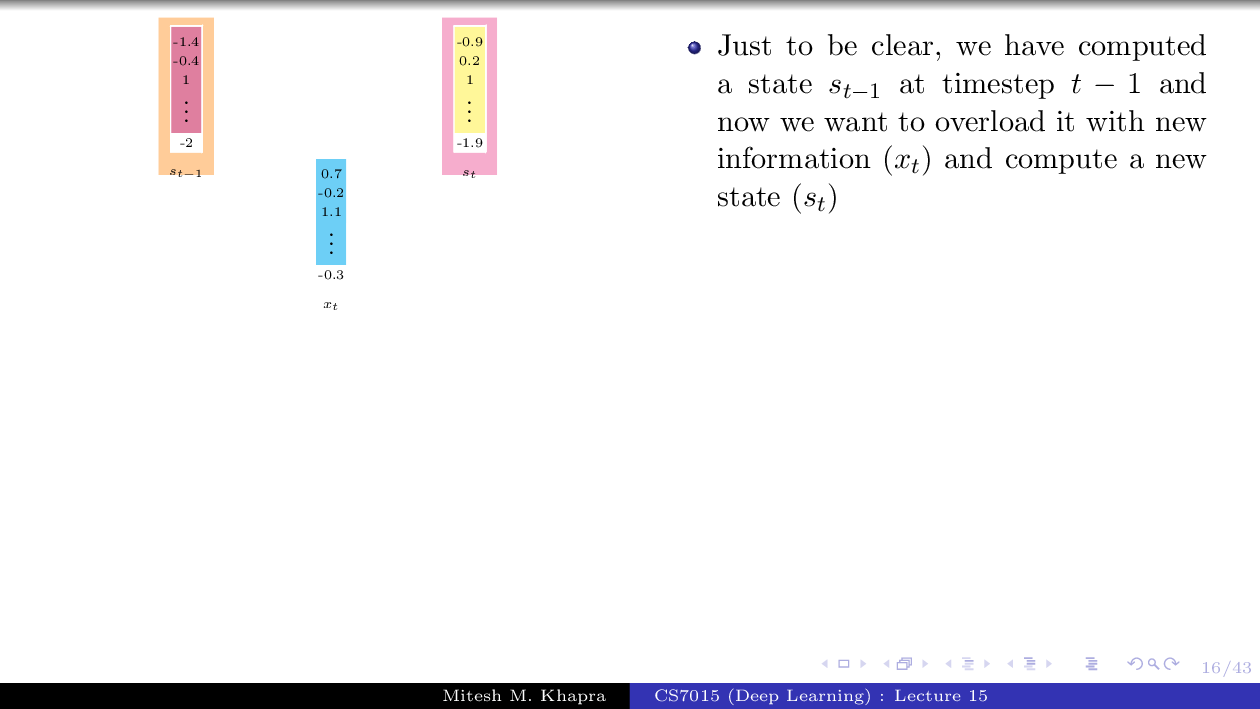 -1.4
-0.4
1
⋮
-2
s_{t−1}
-0.9
0.2
1
⋮
-1.9
s_t
0.7
-0.2
1.1
⋮
-0.3
x_t
Just to be clear, we have computed
a state s_{t−1} at timestep t − 1 and
now we want to overload it with new
information (x_t) and compute a new
state (s_t)
16/43
Mitesh M. Khapra
CS7015 (Deep Learning) : Lecture 15